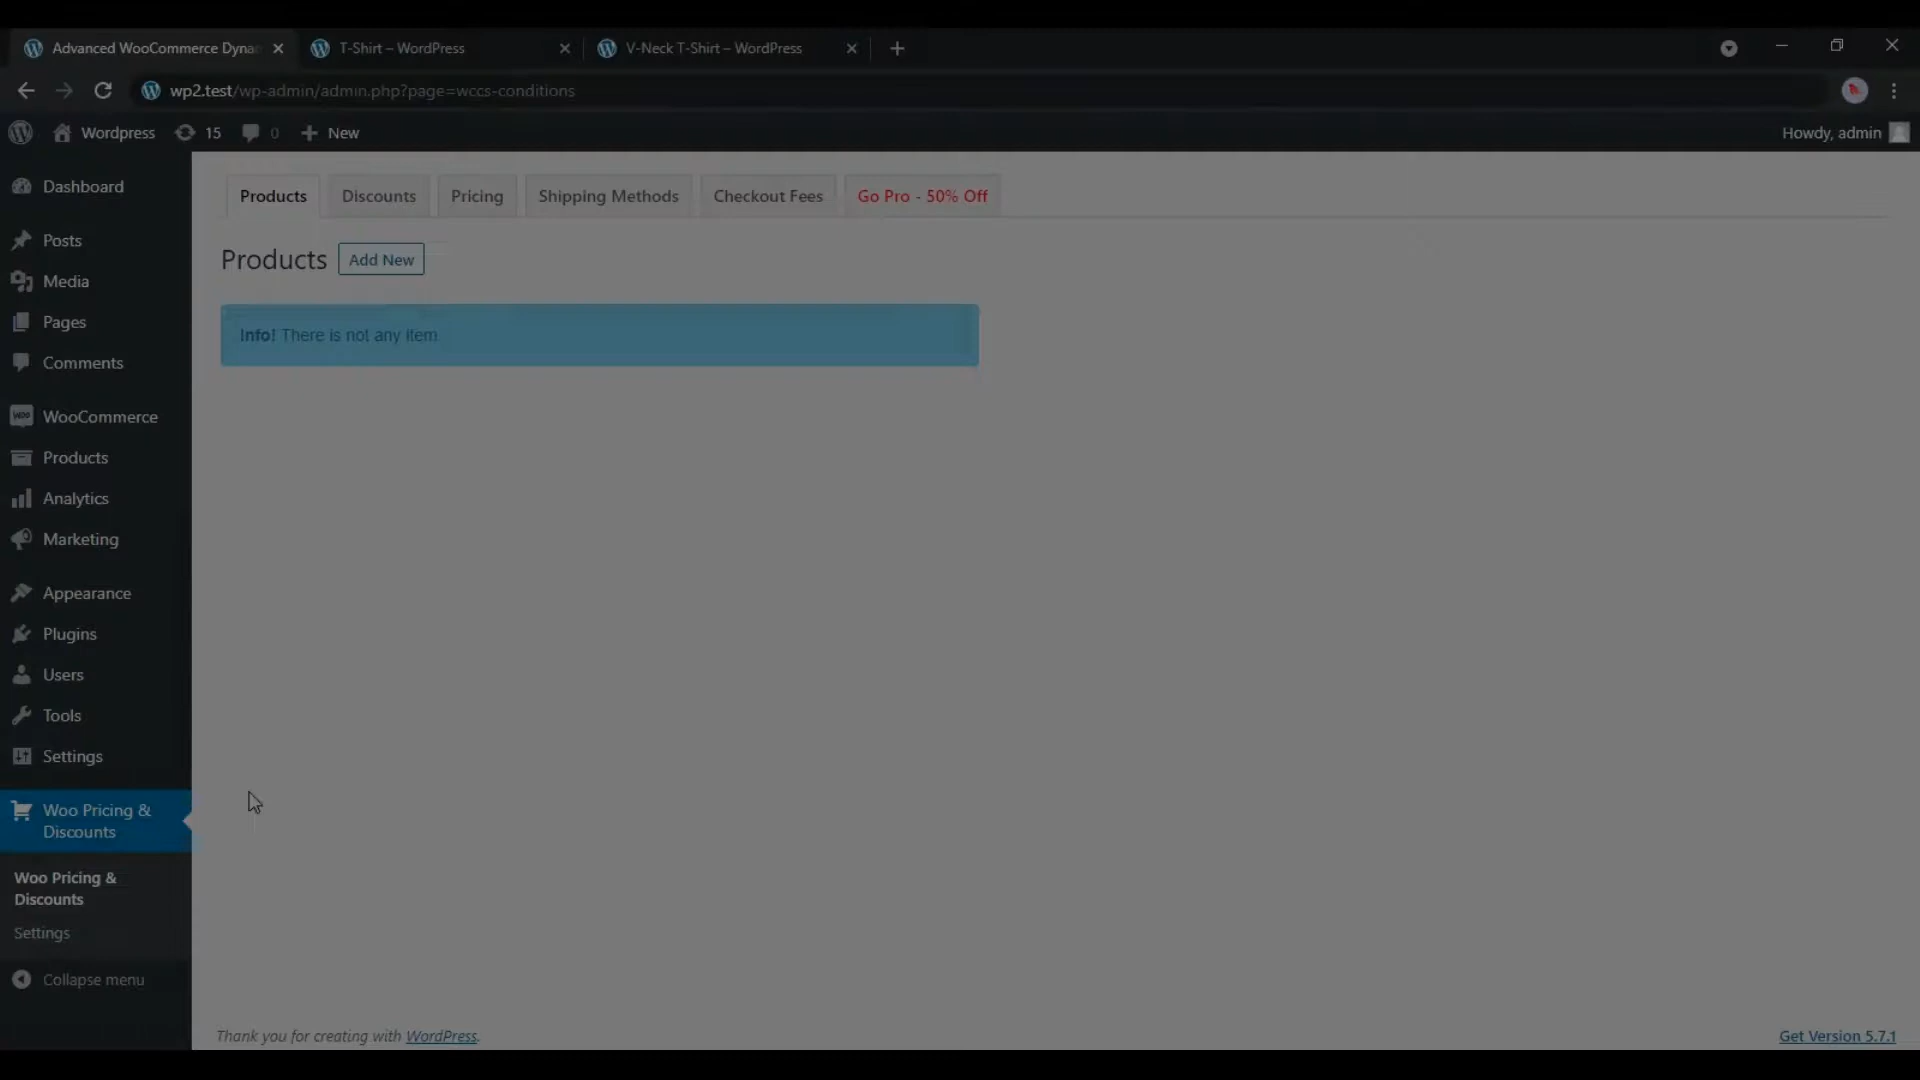 Advanced WooCommerce Dyna
T-Shirt – WordPress
V-Neck T-Shirt – WordPress
wp2.test/wp-admin/admin.php?page=wccs-conditions
Wordpress
15
0
New
Howdy, admin
Dashboard
Posts
Media
Pages
Comments
WooCommerce
Products
Analytics
Marketing
Appearance
Plugins
Users
Tools
Settings
Woo Pricing &
Discounts
Woo Pricing &
Discounts
Settings
Collapse menu
Products
Discounts
Pricing
Shipping Methods
Checkout Fees
Go Pro - 50% Off
Products
Add New
Info! There is not any item.
Thank you for creating with WordPress.
Get Version 5.7.1